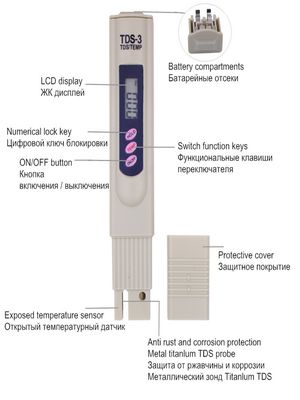 TDS-3
TDS/TEMP
Battery compartments
Батарейные отсеки
LCD display
ЖК дисплей
Numerical lock key
Цифровой ключ блокировки
Switch function keys
Функциональные клавиши
переключателя
ON/OFF button
Кнопка
включения / выключения
Protective cover
Защитное покрытие
Exposed temperature sensor
Открытый температурный датчик
Anti rust and corrosion protection
Metal titanlum TDS probe
Защита от ржавчины и коррозии
Металлический зонд Titanlum TDS